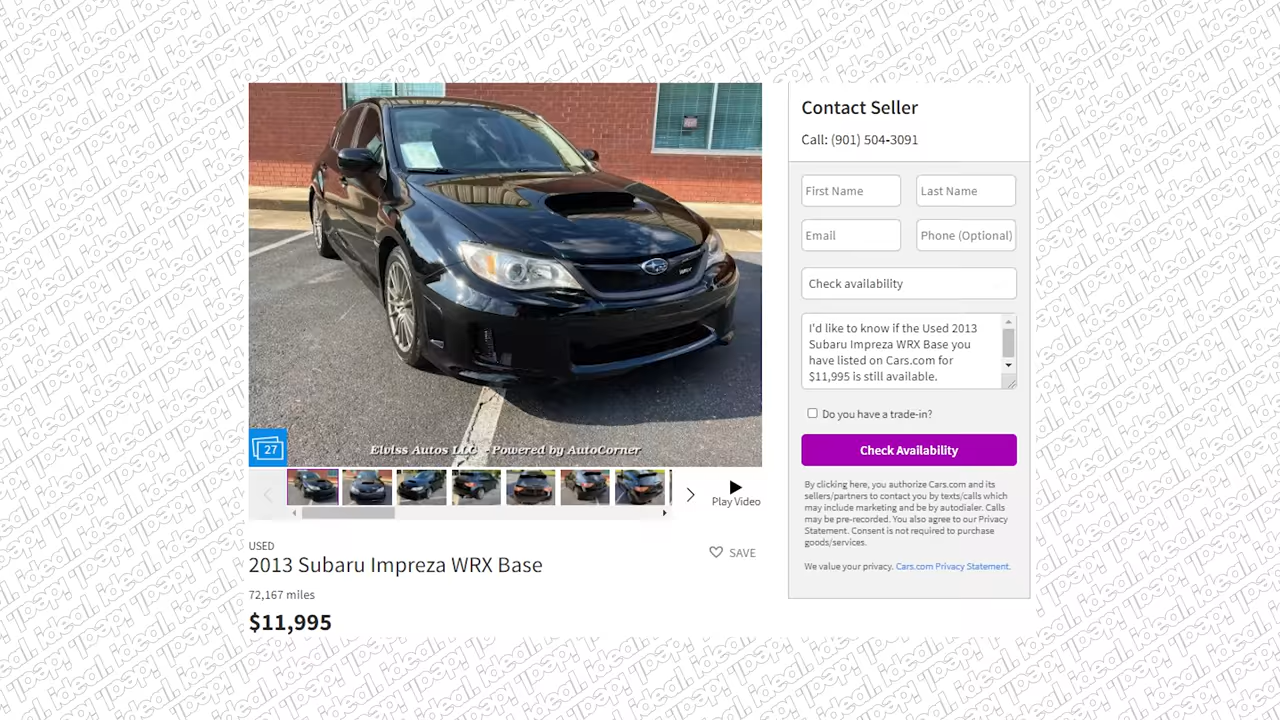 Contact Seller
Call: (901) 504-3091
First Name
Last Name
Email
Phone (Optional)
Check availability
I'd like to know if the Used 2013
Subaru Impreza WRX Base you
have listed on Cars.com for
$11,995 is still available.
Do you have a trade-in?
Check Availability
By clicking here, you authorize Cars.com and its
sellers/partners to contact you by texts/calls which
may include marketing and be by autodialer. Calls
may be pre-recorded. You also agree to our Privacy
Statement. Consent is not required to purchase
goods/services.
We value your privacy. Cars.com Privacy Statement.
WRX
27
Elviss Autos LLC - Powered by AutoCorner
Play Video
USED
2013 Subaru Impreza WRX Base
SAVE
72,167 miles
$11,995
ideal.